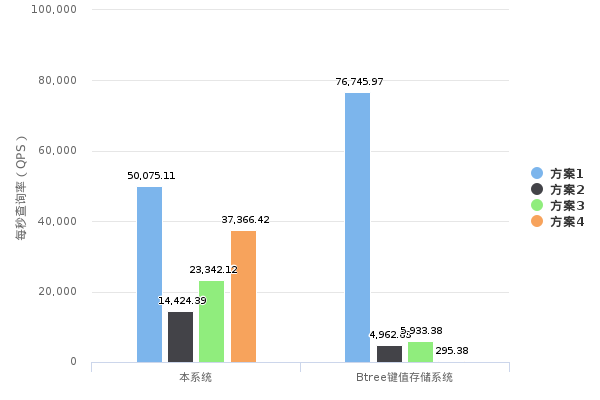 100,000
80,000
60,000
40,000
20,000
0
每秒查询率（QPS）
50,075.11
14,424.39
23,342.12
37,366.42
76,745.97
5,933.38
295.38
本系统
Btree键值存储系统
方案1
方案2
方案3
方案4